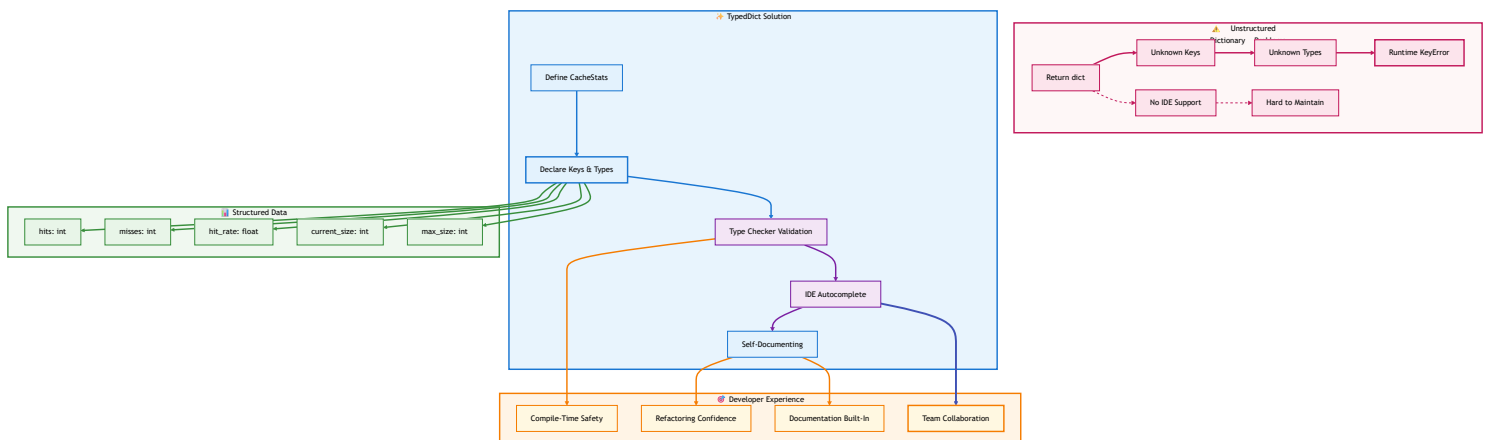 ✨ TypedDict Solution
Define CacheStats
Declare Keys & Types
Type Checker Validation
IDE Autocomplete
Self-Documenting
⚠️ Unstructured
Dictionary
Return dict
Unknown Keys
Unknown Types
Runtime KeyError
No IDE Support
Hard to Maintain
📊 Structured Data
hits: int
misses: int
hit_rate: float
current_size: int
max_size: int
🎯 Developer Experience
Compile-Time Safety
Refactoring Confidence
Documentation Built-In
Team Collaboration